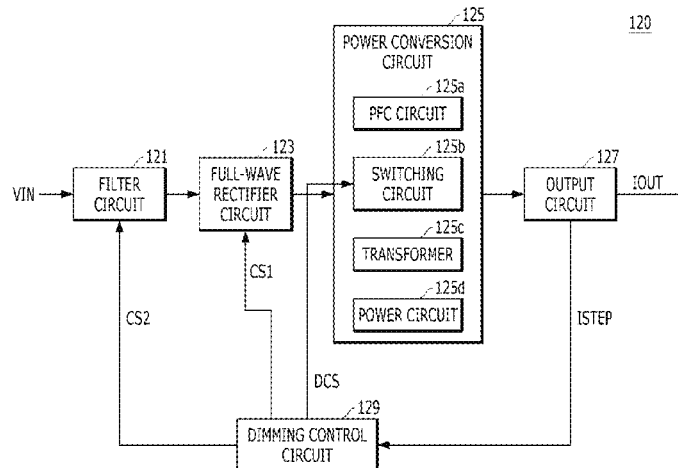 120
125
POWER CONVERSION
CIRCUIT
125a
PFC CIRCUIT
121
FILTER
CIRCUIT
VIN
123
FULL-WAVE
RECTIFIER
CIRCUIT
125b
SWITCHING
CIRCUIT
127
OUTPUT
CIRCUIT
IOUT
125c
TRANSFORMER
125d
POWER CIRCUIT
CS1
CS2
DCS
ISTEP
129
DIMMING CONTROL
CIRCUIT